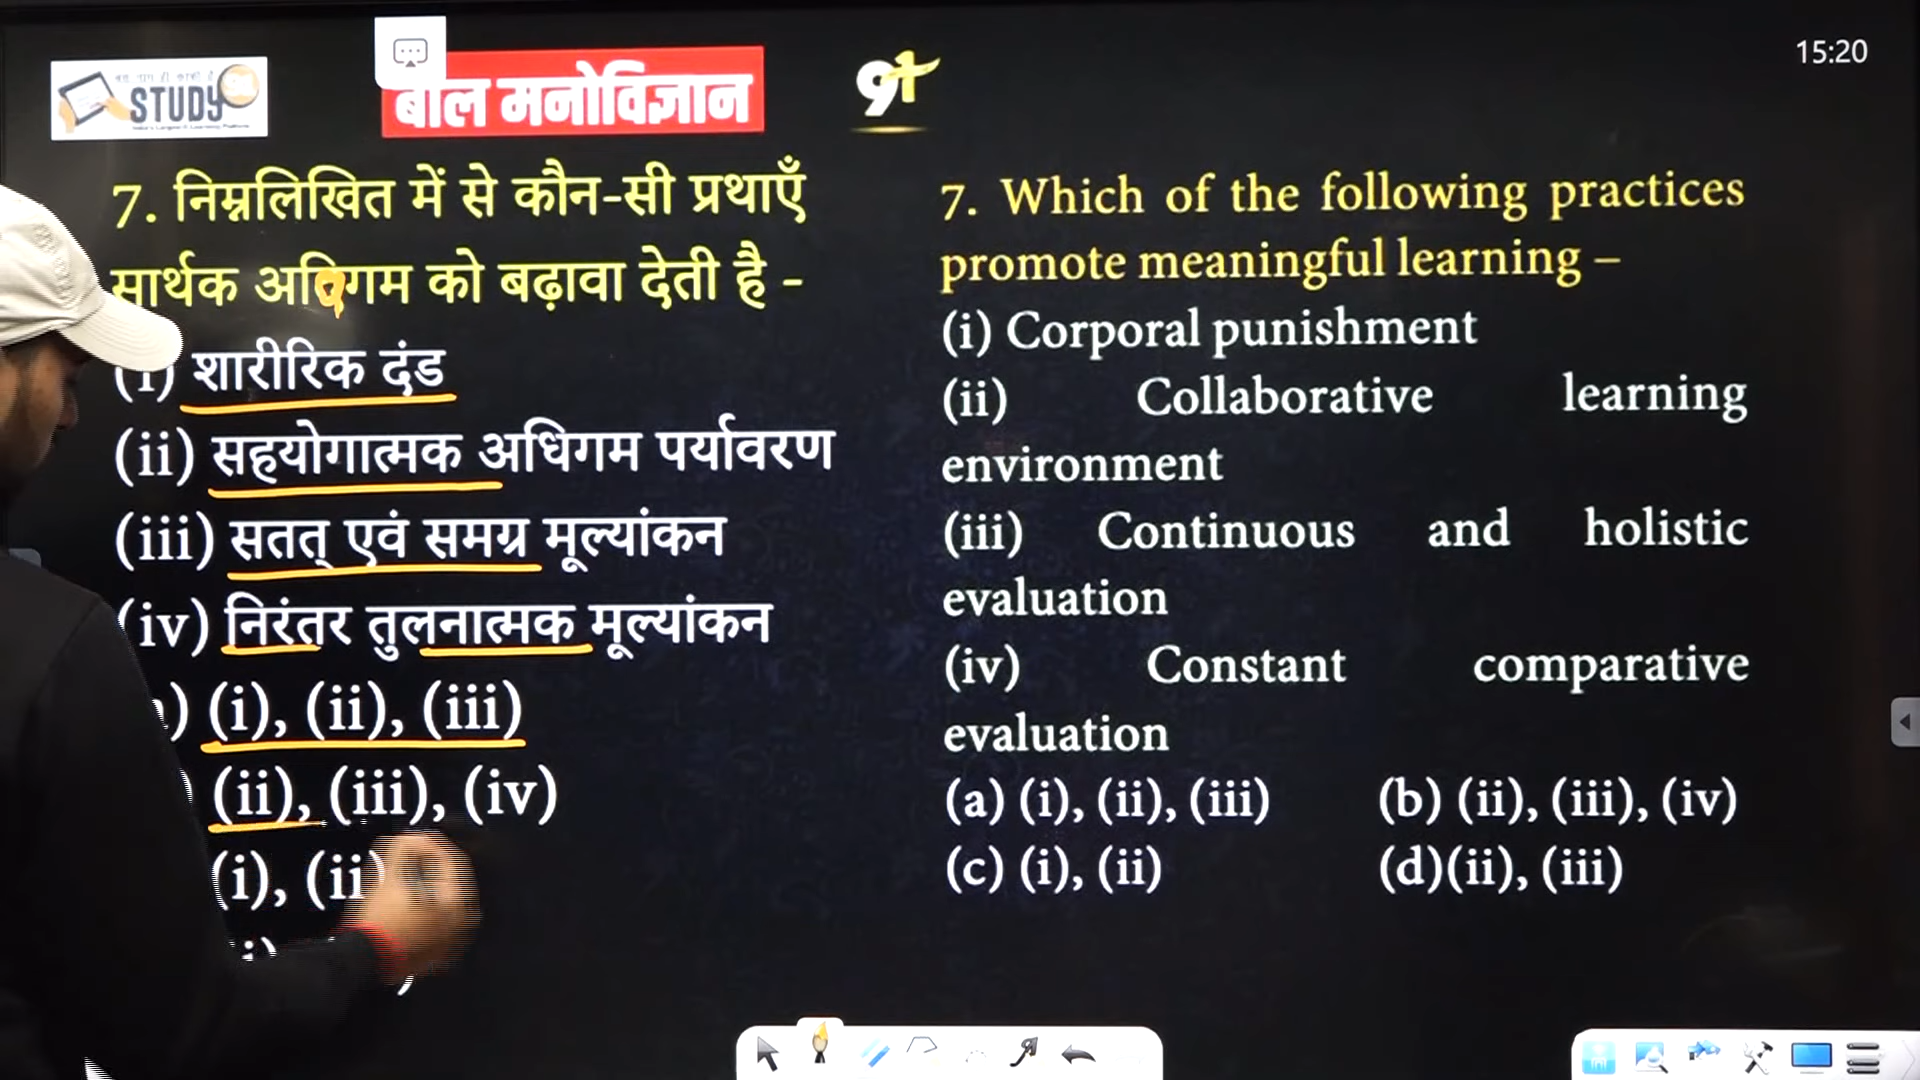 15:20
STUDY 91
बाल मनोविज्ञान
91
7. निम्नलिखित में से कौन-सी प्रथाएँ
सार्थक अधिगम को बढ़ावा देती है -
(i) शारीरिक दंड
(ii) सहयोगात्मक अधिगम पर्यावरण
(iii) सतत् एवं समग्र मूल्यांकन
(iv) निरंतर तुलनात्मक मूल्यांकन
(i), (ii), (iii)
(ii), (iii), (iv)
(i), (ii)
7. Which of the following practices
promote meaningful learning –
(i) Corporal punishment
(ii) Collaborative learning
environment
(iii) Continuous and holistic
evaluation
(iv) Constant comparative
evaluation
(a) (i), (ii), (iii) (b) (ii), (iii), (iv)
(c) (i), (ii) (d)(ii), (iii)